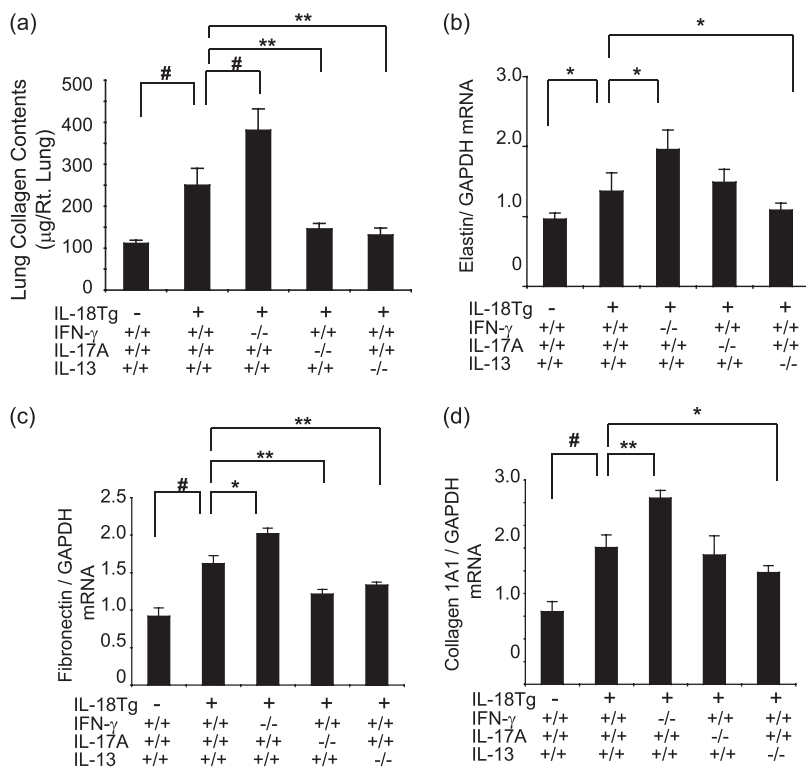 (a)
**
**
#
#
Lung Collagen Contents
(μg/Rt. Lung)
500
400
300
200
100
0
IL-18Tg - + + + +
IFN-γ +/+ +/+ -/- +/+ +/+
IL-17A +/+ +/+ +/+ -/- +/+
IL-13 +/+ +/+ +/+ +/+ -/-
(b)
*
* *
Elastin/ GAPDH mRNA
3.0
2.0
1.0
0
IL-18Tg - + + + +
IFN-γ +/+ +/+ -/- +/+ +/+
IL-17A +/+ +/+ +/+ -/- +/+
IL-13 +/+ +/+ +/+ +/+ -/-
(c)
**
**
# *
Fibronectin / GAPDH
mRNA
2.5
2.0
1.5
1.0
0.5
0
IL-18Tg - + + + +
IFN-γ +/+ +/+ -/- +/+ +/+
IL-17A +/+ +/+ +/+ -/- +/+
IL-13 +/+ +/+ +/+ +/+ -/-
(d)
*
# **
Collagen 1A1 / GAPDH
mRNA
3.0
2.0
1.0
0
IL-18Tg - + + + +
IFN-γ +/+ +/+ -/- +/+ +/+
IL-17A +/+ +/+ +/+ -/- +/+
IL-13 +/+ +/+ +/+ +/+ -/-